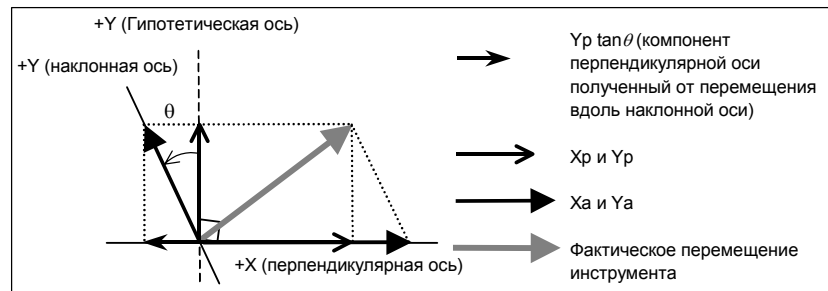 +Y (Гипотетическая ось)
+Y (наклонная ось)
θ
+X (перпендикулярная ось)
Yp tanθ (компонент
перпендикулярной оси
полученный от перемещения
вдоль наклонной оси)
Xp и Yp
Xa и Ya
Фактическое перемещение
инструмента